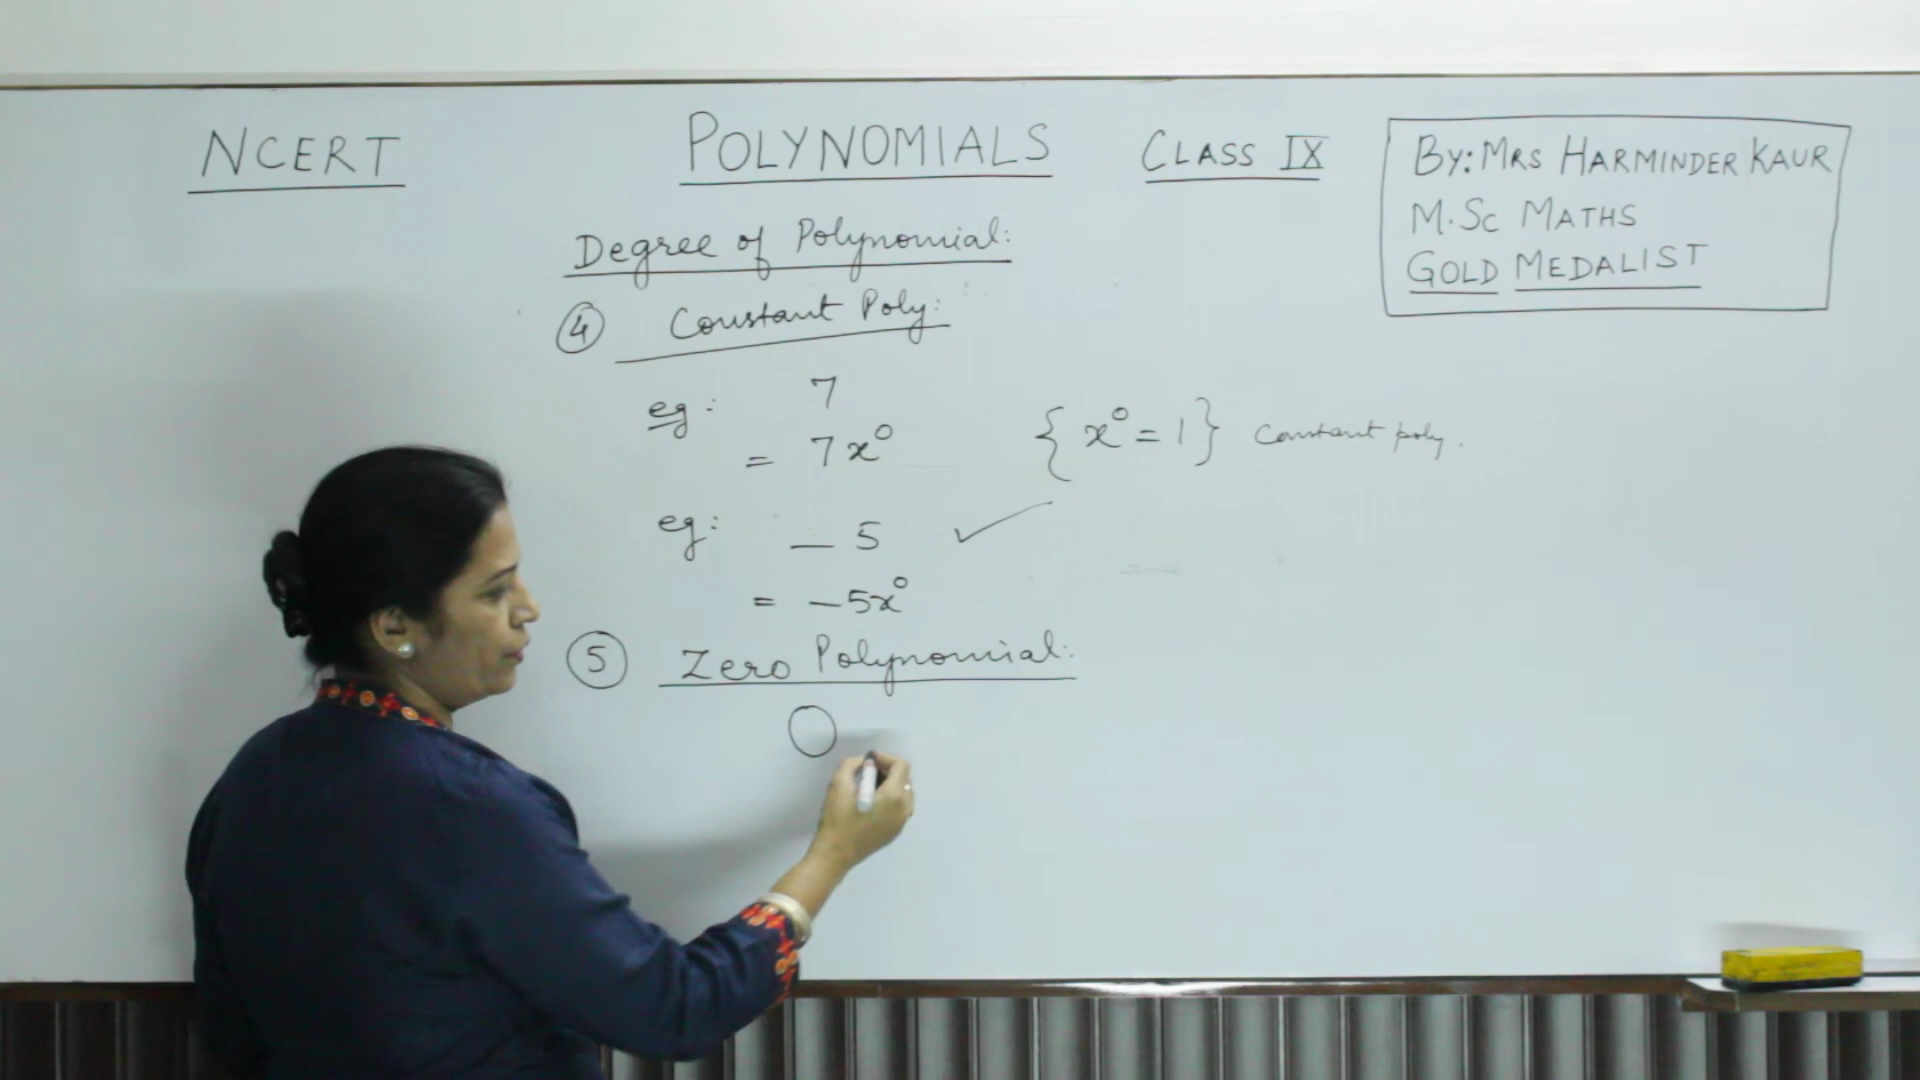 NCERT POLYNOMIALS CLASS IX
BY: MRS HARMINDER KAUR
M.Sc MATHS
GOLD MEDALIST
Degree of Polynomial:
④ Constant Poly:
eg: 7
= 7x⁰ {x⁰ = 1} Constant poly.
eg: – 5 ✓
= –5x⁰
⑤ Zero Polynomial:
0